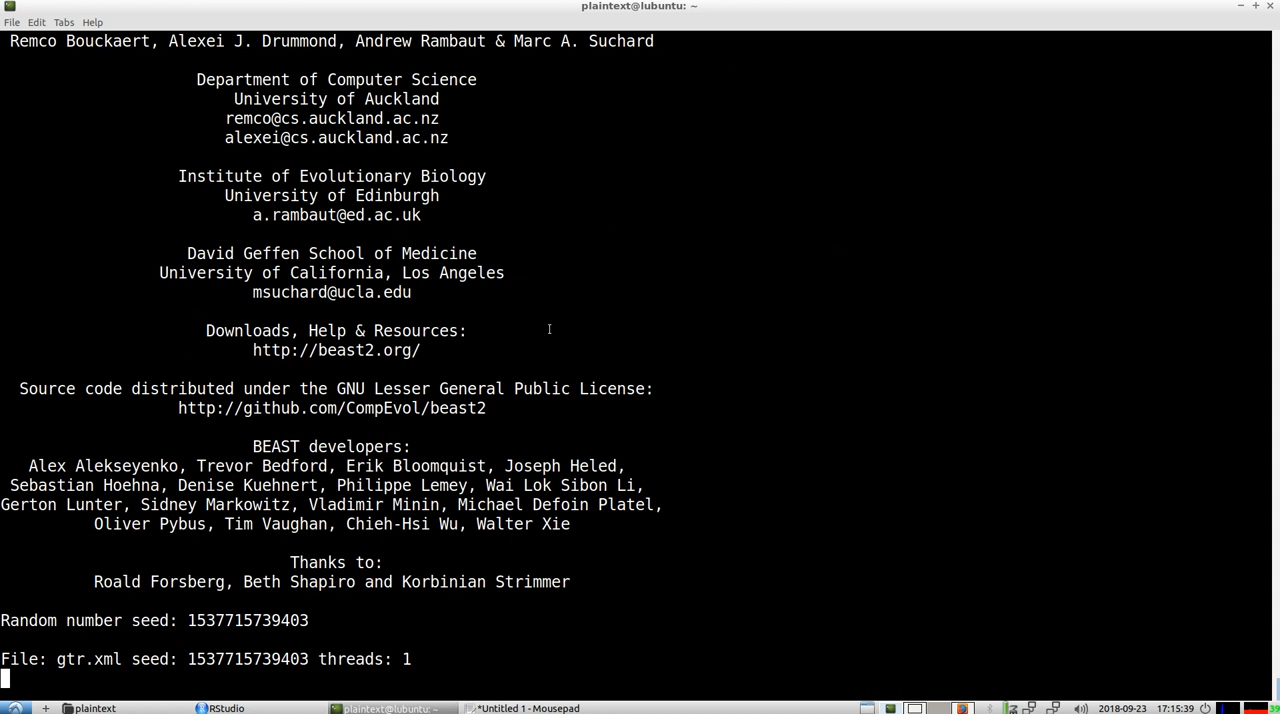 plaintext@lubuntu: ~
File Edit Tabs Help
Remco Bouckaert, Alexei J. Drummond, Andrew Rambaut & Marc A. Suchard
Department of Computer Science
University of Auckland
remco@cs.auckland.ac.nz
alexei@cs.auckland.ac.nz
Institute of Evolutionary Biology
University of Edinburgh
a.rambaut@ed.ac.uk
David Geffen School of Medicine
University of California, Los Angeles
msuchard@ucla.edu
Downloads, Help & Resources:
http://beast2.org/
Source code distributed under the GNU Lesser General Public License:
http://github.com/CompEvol/beast2
BEAST developers:
Alex Alekseyenko, Trevor Bedford, Erik Bloomquist, Joseph Heled,
Sebastian Hoehna, Denise Kuehnert, Philippe Lemey, Wai Lok Sibon Li,
Gerton Lunter, Sidney Markowitz, Vladimir Minin, Michael Defoin Platel,
Oliver Pybus, Tim Vaughan, Chieh-Hsi Wu, Walter Xie
Thanks to:
Roald Forsberg, Beth Shapiro and Korbinian Strimmer
Random number seed: 1537715739403
File: gtr.xml seed: 1537715739403 threads: 1
plaintext RStudio plaintext@lubuntu: ~ *Untitled 1 - Mousepad 2018-09-23 17:15:39 39